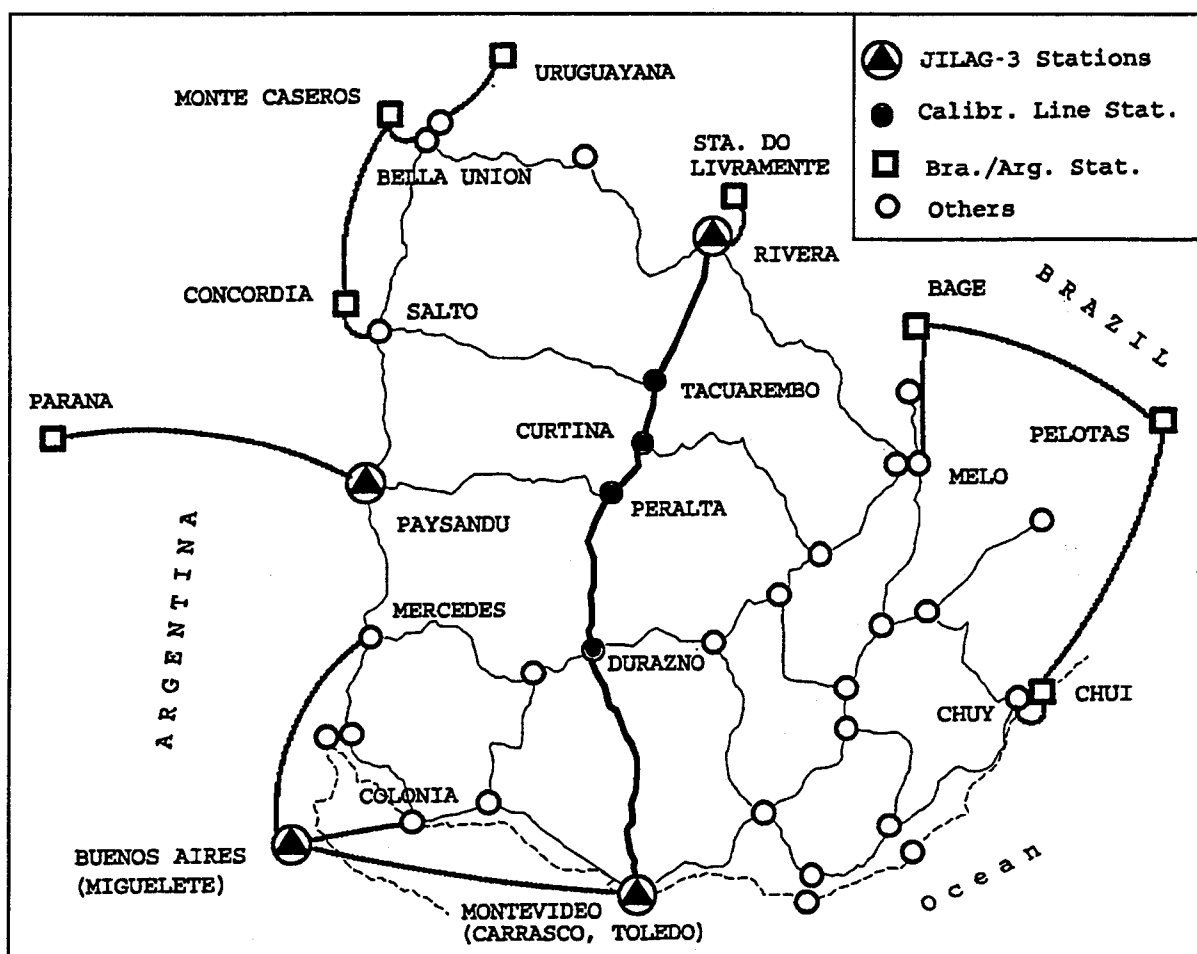 URUGUAYANA
MONTE CASEROS
BELLA UNION
STA. DO
LIVRAMENTE
RIVERA
JILAG-3 Stations
Calibr. Line Stat.
Bra./Arg. Stat.
Others
CONCORDIA
SALTO
BAGE
BRAZIL
TACUAREMBO
PARANA
CURTINA
PELOTAS
MELO
PAYSANDU
PERALTA
ARGENTINA
MERCEDES
DURAZNO
CHUY
CHUI
COLONIA
BUENOS AIRES
(MIGUELETE)
MONTEVIDEO
(CARRASCO, TOLEDO)
Ocean